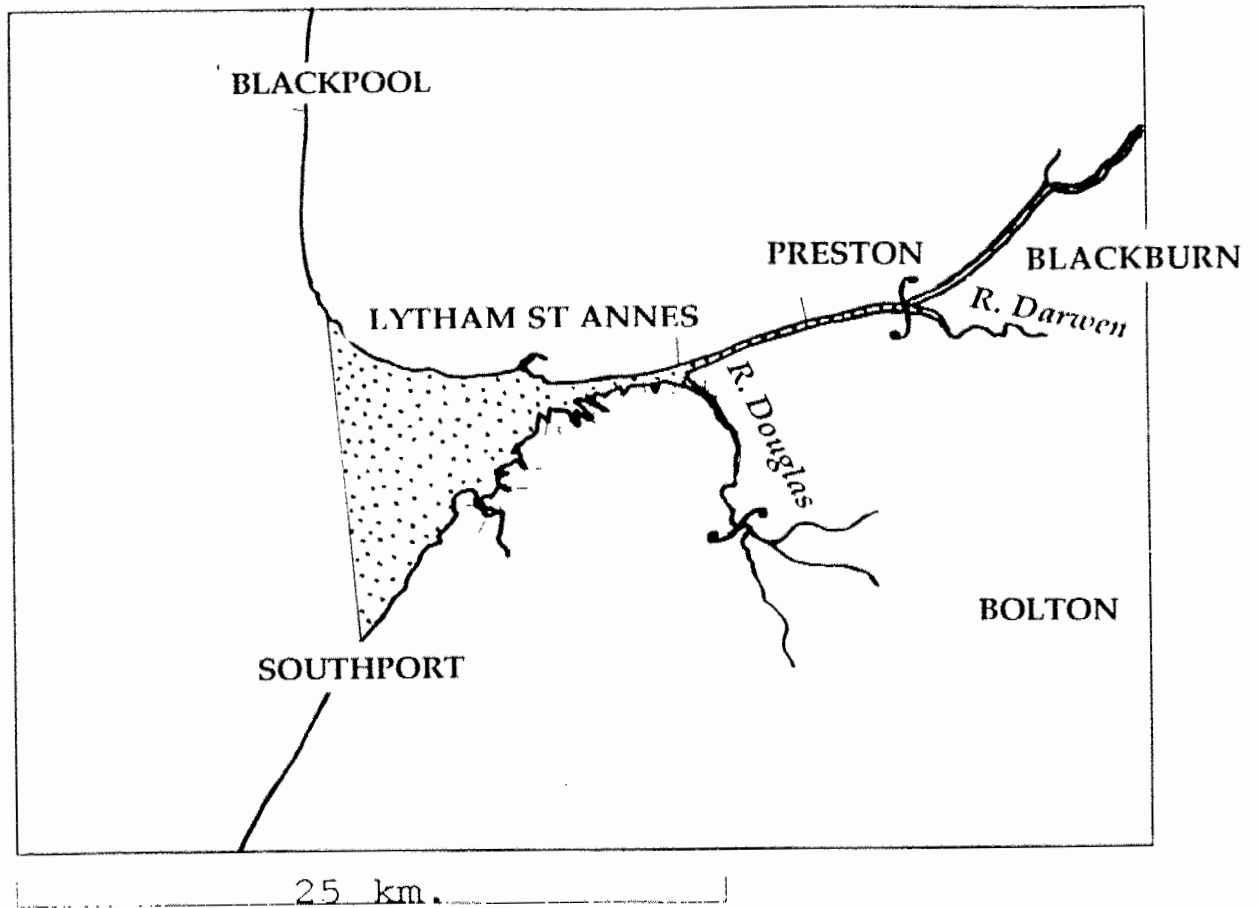 BLACKPOOL
PRESTON
BLACKBURN
R. Darwen
LYTHAM ST ANNES
R. Douglas
BOLTON
SOUTHPORT
25 km.